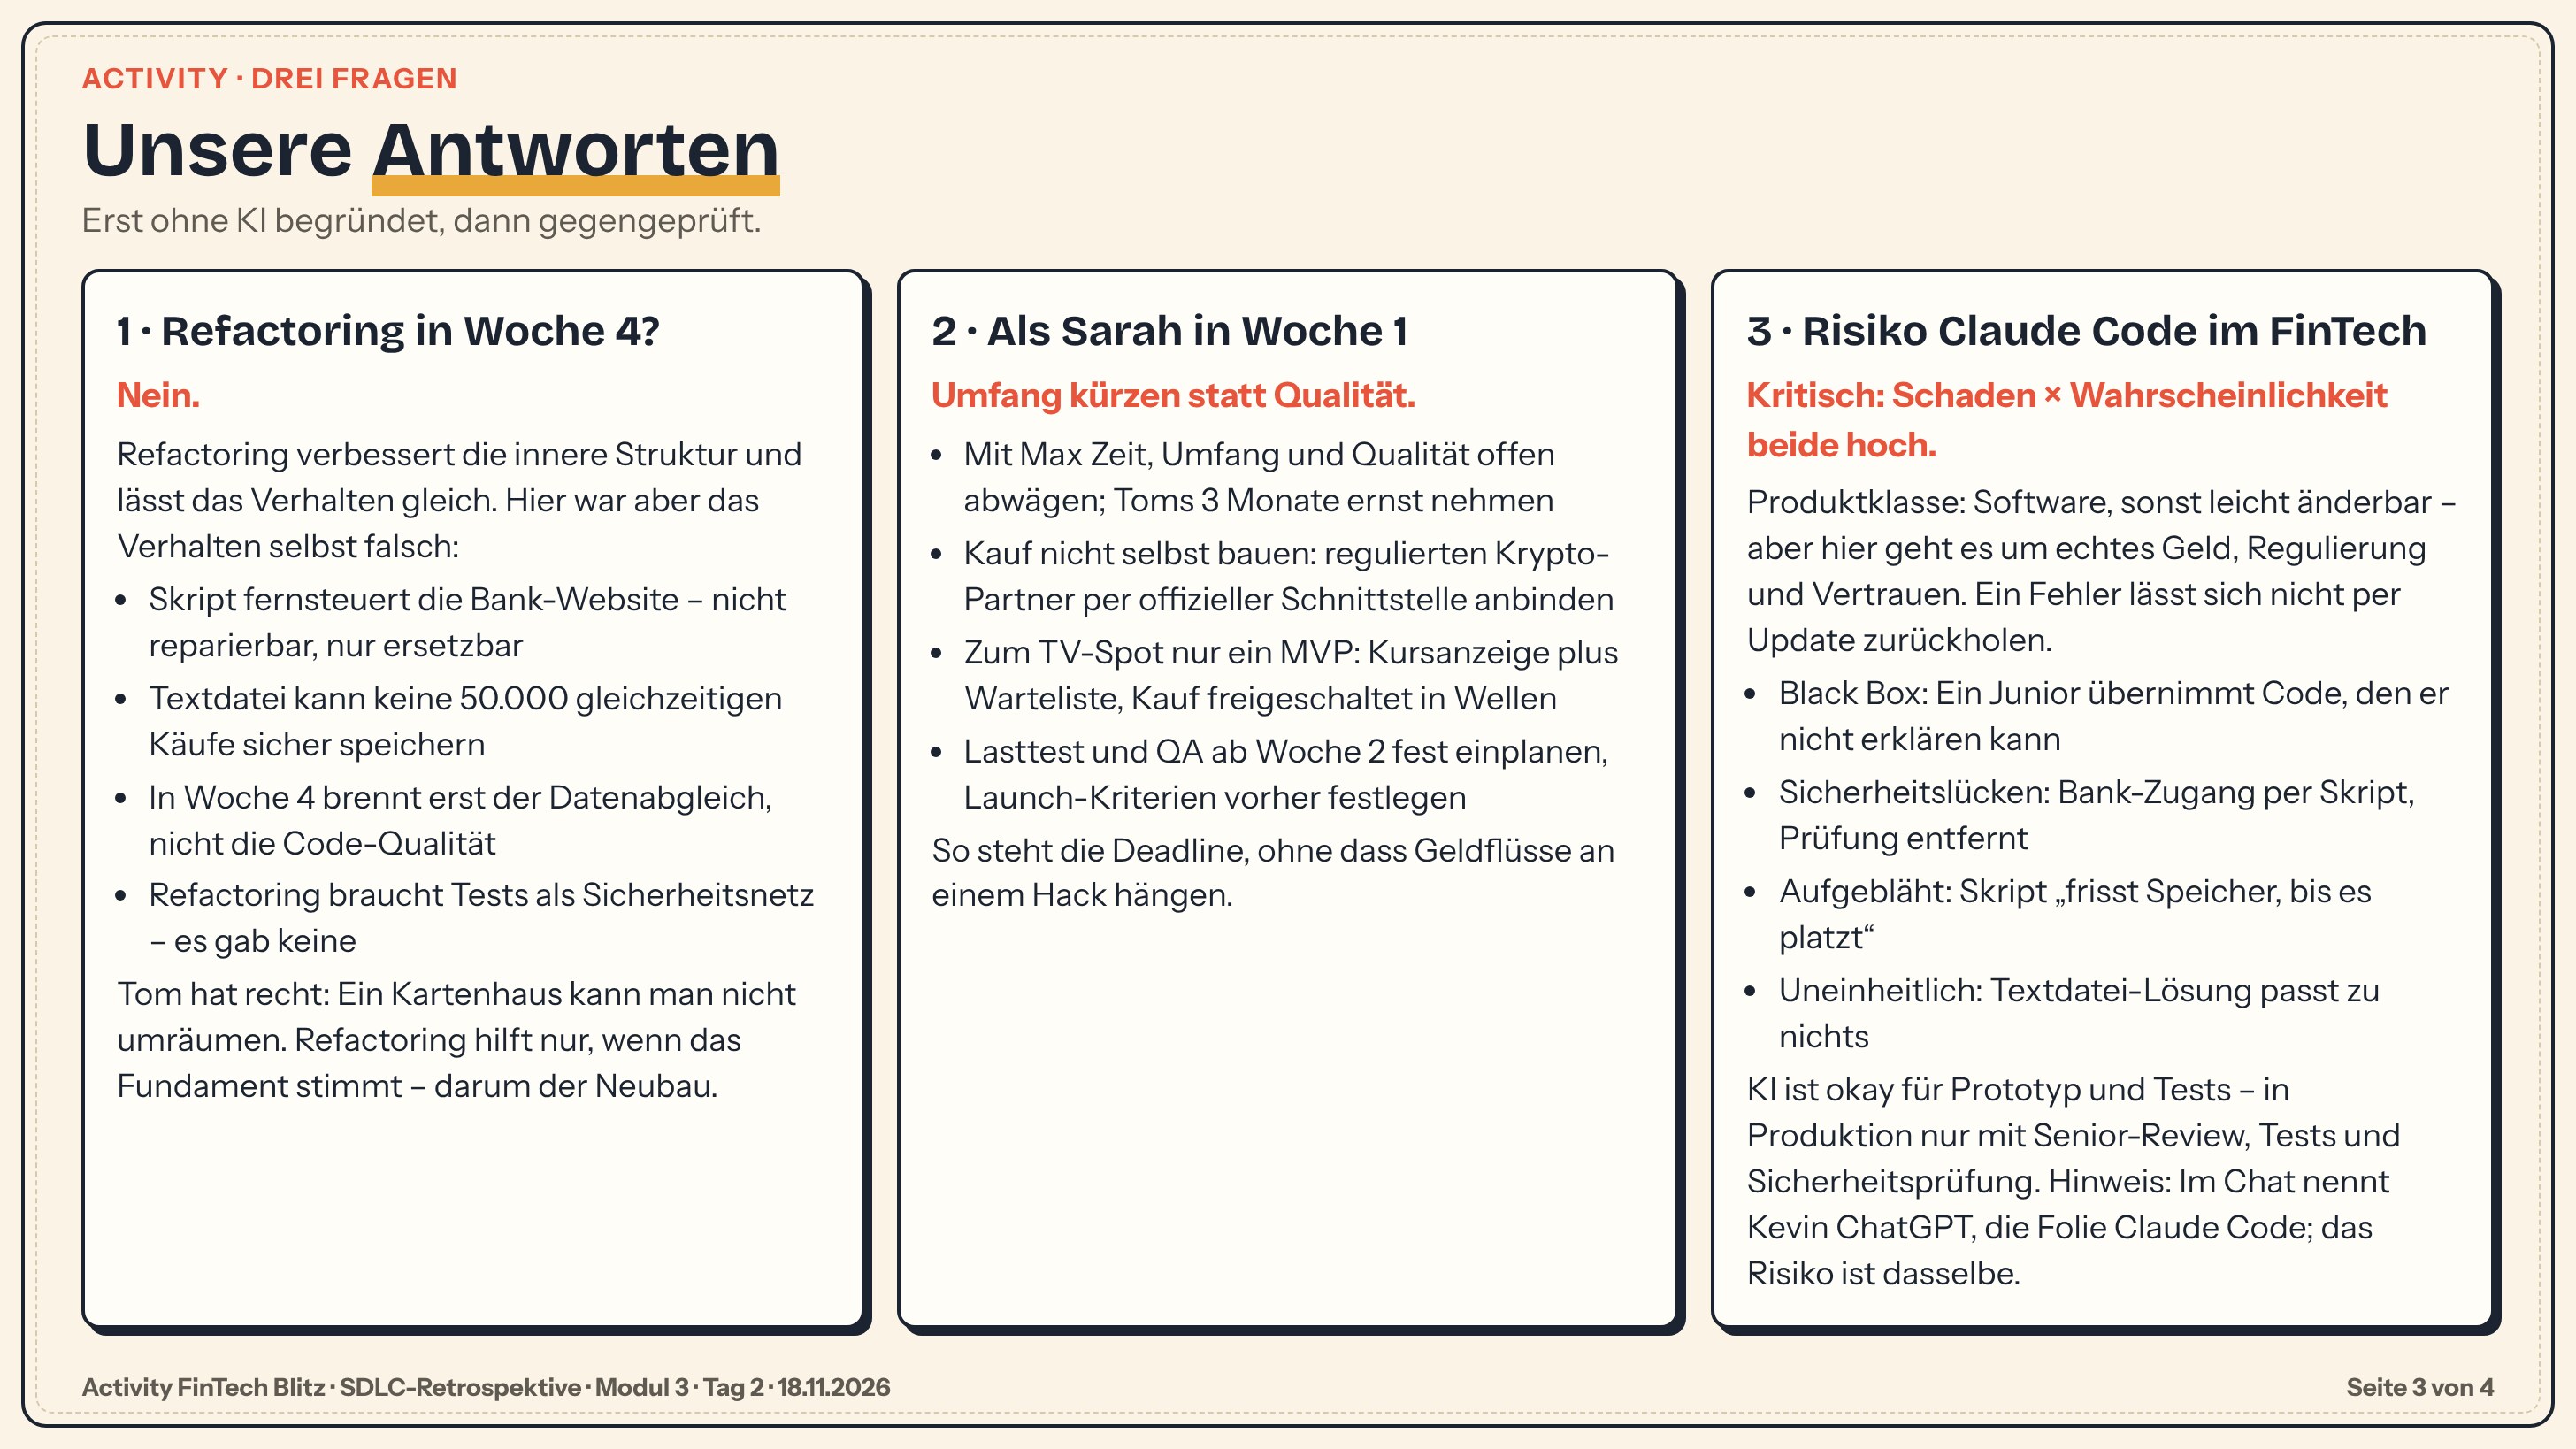 ACTIVITY · DREI FRAGEN
Unsere Antworten
Erst ohne KI begründet, dann gegengeprüft.
1 · Refactoring in Woche 4?
Nein.
Refactoring verbessert die innere Struktur und
lässt das Verhalten gleich. Hier war aber das
Verhalten selbst falsch:
• Skript fernsteuert die Bank-Website – nicht
reparierbar, nur ersetzbar
• Textdatei kann keine 50.000 gleichzeitigen
Käufe sicher speichern
• In Woche 4 brennt erst der Datenabgleich,
nicht die Code-Qualität
• Refactoring braucht Tests als Sicherheitsnetz
– es gab keine
Tom hat recht: Ein Kartenhaus kann man nicht
umräumen. Refactoring hilft nur, wenn das
Fundament stimmt – darum der Neubau.
2 · Als Sarah in Woche 1
Umfang kürzen statt Qualität.
• Mit Max Zeit, Umfang und Qualität offen
abwägen; Toms 3 Monate ernst nehmen
• Kauf nicht selbst bauen: regulierten Krypto-
Partner per offizieller Schnittstelle anbinden
• Zum TV-Spot nur ein MVP: Kursanzeige plus
Warteliste, Kauf freigeschaltet in Wellen
• Lasttest und QA ab Woche 2 fest einplanen,
Launch-Kriterien vorher festlegen
So steht die Deadline, ohne dass Geldflüsse an
einem Hack hängen.
3 · Risiko Claude Code im FinTech
Kritisch: Schaden × Wahrscheinlichkeit
beide hoch.
Produktklasse: Software, sonst leicht änderbar –
aber hier geht es um echtes Geld, Regulierung
und Vertrauen. Ein Fehler lässt sich nicht per
Update zurückholen.
• Black Box: Ein Junior übernimmt Code, den er
nicht erklären kann
• Sicherheitslücken: Bank-Zugang per Skript,
Prüfung entfernt
• Aufgebläht: Skript „frisst Speicher, bis es
platzt“
• Uneinheitlich: Textdatei-Lösung passt zu
nichts
KI ist okay für Prototyp und Tests – in
Produktion nur mit Senior-Review, Tests und
Sicherheitsprüfung. Hinweis: Im Chat nennt
Kevin ChatGPT, die Folie Claude Code; das
Risiko ist dasselbe.
Activity FinTech Blitz · SDLC-Retrospektive · Modul 3 · Tag 2 · 18.11.2026
Seite 3 von 4